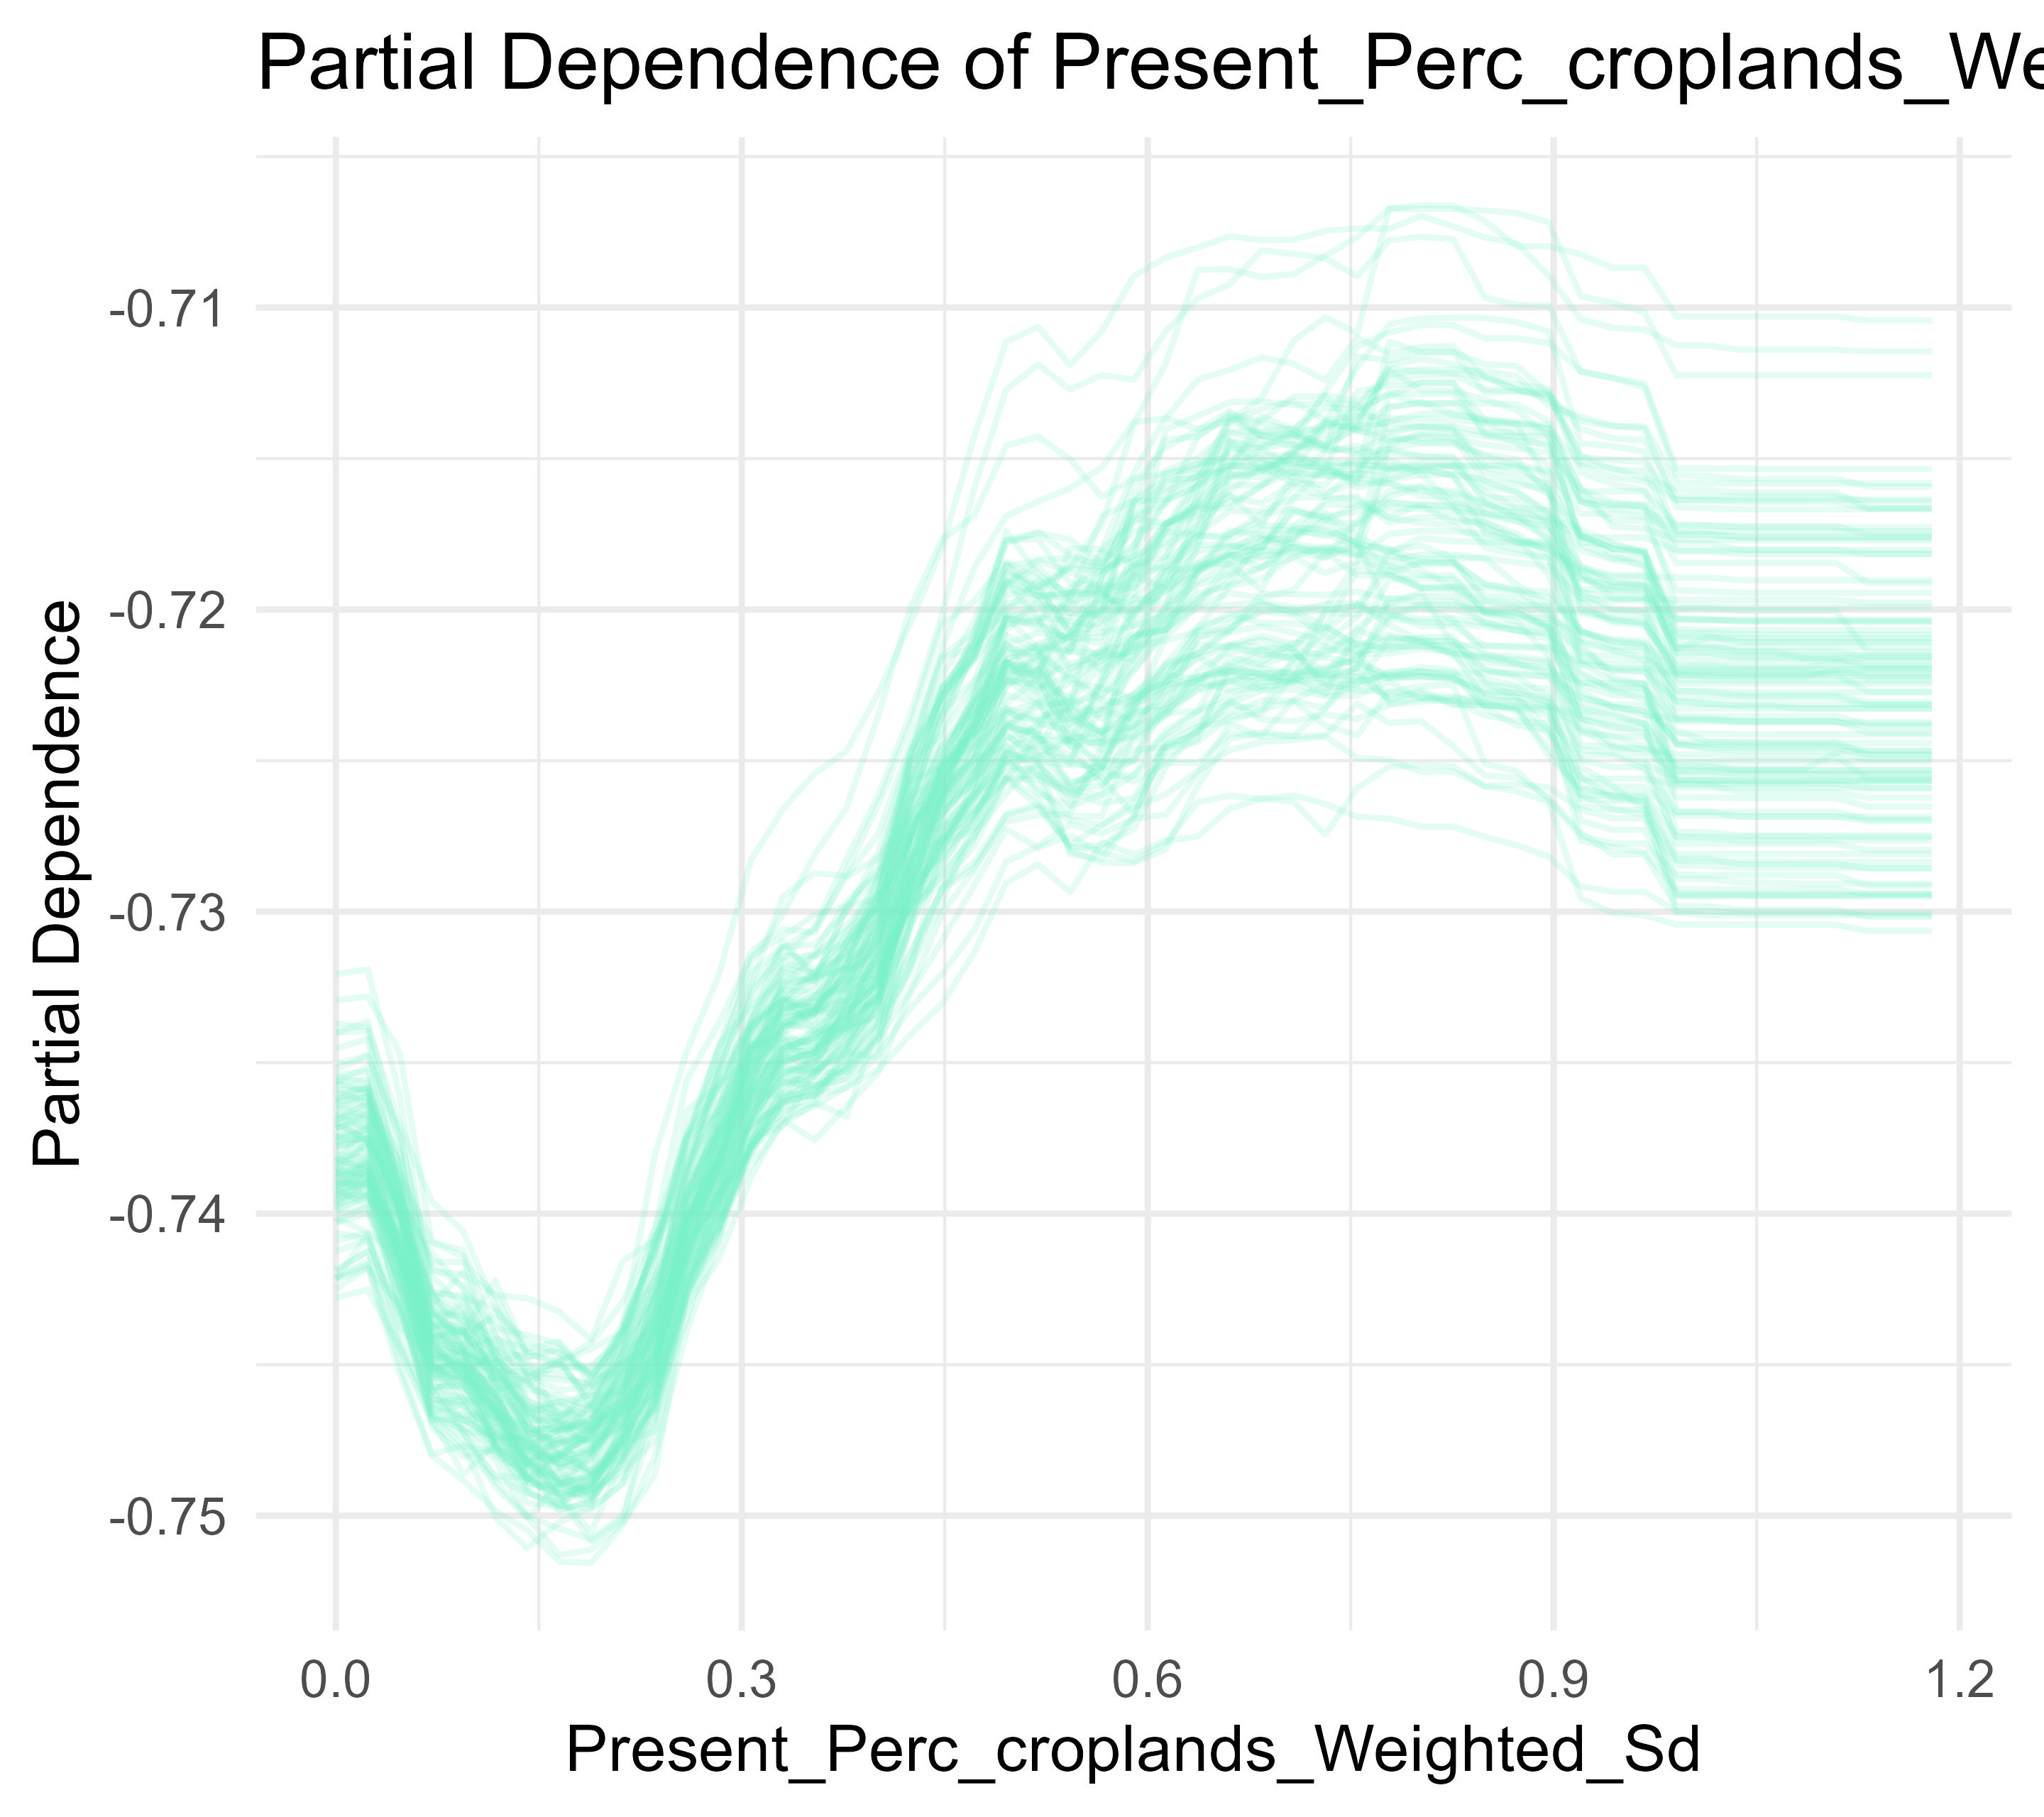 Partial Dependence of Present_Perc_croplands_We
-0.71
-0.72
-0.73
-0.74
-0.75
Partial Dependence
0.0 0.3 0.6 0.9 1.2
Present_Perc_croplands_Weighted_Sd